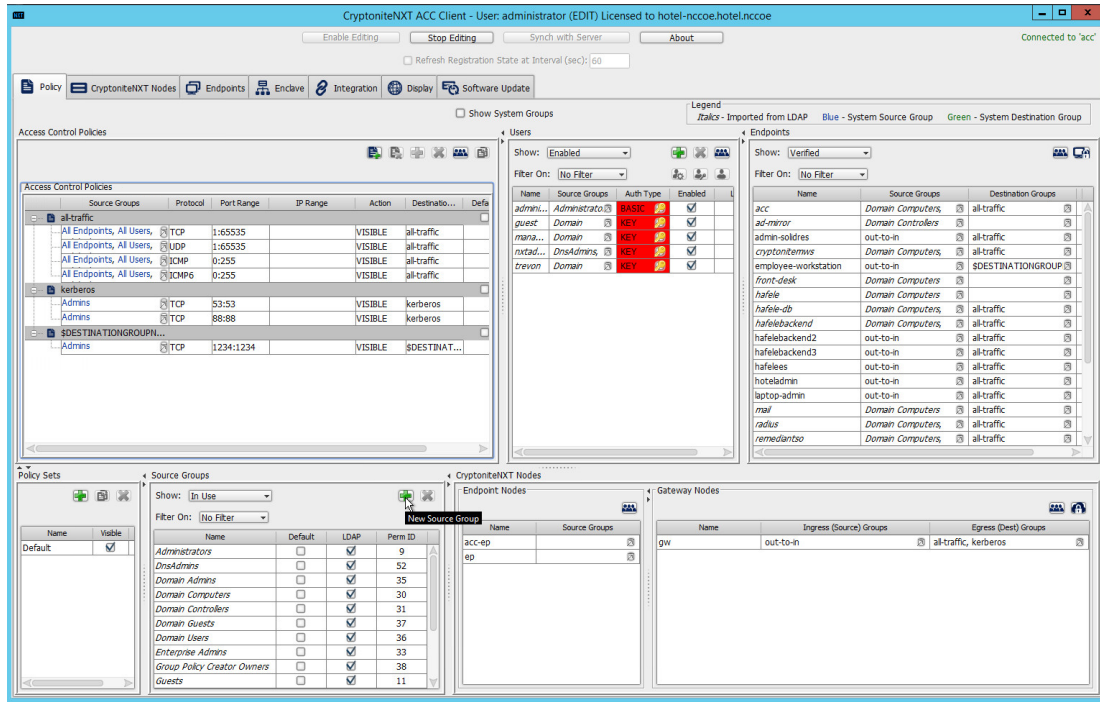 NXT
CryptoniteNXT ACC Client - User: administrator (EDIT) Licensed to hotel-nccoe.hotel.nccoe
Enable Editing Stop Editing Synch with Server About Connected to 'acc'
Refresh Registration State at Interval (sec): 60
Policy CryptoniteNXT Nodes Endpoints Enclave Integration Display Software Update
Show System Groups
Legend
Italics - Imported from LDAP Blue - System Source Group Green - System Destination Group
Access Control Policies
Access Control Policies
Source Groups Protocol Port Range IP Range Action Destinatio... Defa
all-traffic
All Endpoints, All Users, TCP 1:65535 VISIBLE all-traffic
All Endpoints, All Users, UDP 1:65535 VISIBLE all-traffic
All Endpoints, All Users, ICMP 0:255 VISIBLE all-traffic
All Endpoints, All Users, ICMP6 0:255 VISIBLE all-traffic
kerberos
Admins TCP 53:53 VISIBLE kerberos
Admins TCP 88:88 VISIBLE kerberos
$DESTINATIONGROUPN...
Admins TCP 1234:1234 VISIBLE $DESTINAT...
Users
Show: Enabled
Filter On: No Filter
Name Source Groups Auth Type Enabled L
admini... Administrato... BASIC
guest Domain KEY
mana... Domain KEY
nxtad... DnsAdmins, KEY
trevon Domain KEY
Endpoints
Show: Verified
Filter On: No Filter
Name Source Groups Destination Groups
acc Domain Computers, all-traffic
ad-mirror Domain Controllers
admin-solidres out-to-in all-traffic
cryptonitemws Domain Computers, all-traffic
employee-workstation out-to-in $DESTINATIONGROUP
front-desk Domain Computers
hafele Domain Computers
hafele-db Domain Computers, all-traffic
hafelebackend Domain Computers, all-traffic
hafelebackend2 out-to-in all-traffic
hafelebackend3 out-to-in all-traffic
hafelees out-to-in all-traffic
hoteladmin out-to-in all-traffic
laptop-admin out-to-in all-traffic
mail Domain Computers all-traffic
radius Domain Computers, all-traffic
remediantso Domain Computers, all-traffic
Policy Sets
Name Visible
Default
Source Groups
Show: In Use
Filter On: No Filter
New Source Group
Name Default LDAP Perm ID
Administrators 9
DnsAdmins 52
Domain Admins 35
Domain Computers 30
Domain Controllers 31
Domain Guests 37
Domain Users 36
Enterprise Admins 33
Group Policy Creator Owners 38
Guests 11
CryptoniteNXT Nodes
Endpoint Nodes
Name Source Groups
acc-ep
ep
Gateway Nodes
Name Ingress (Source) Groups Egress (Dest) Groups
gw out-to-in all-traffic, kerberos